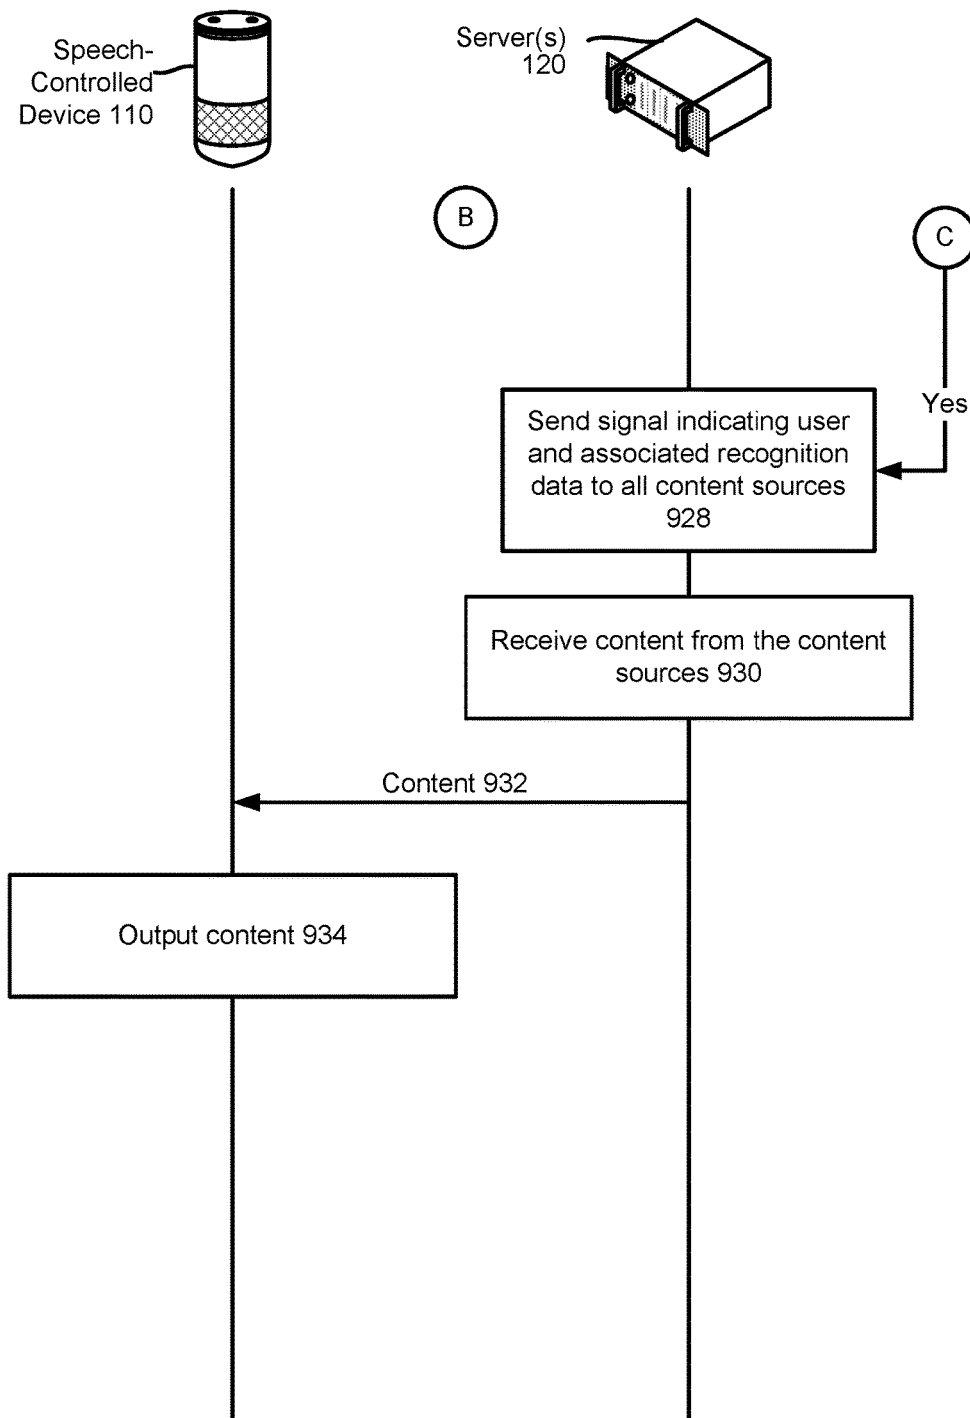 Speech-
Controlled
Device 110
Server(s)
120
B
C
Yes
Send signal indicating user
and associated recognition
data to all content sources
928
Receive content from the content
sources 930
Content 932
Output content 934